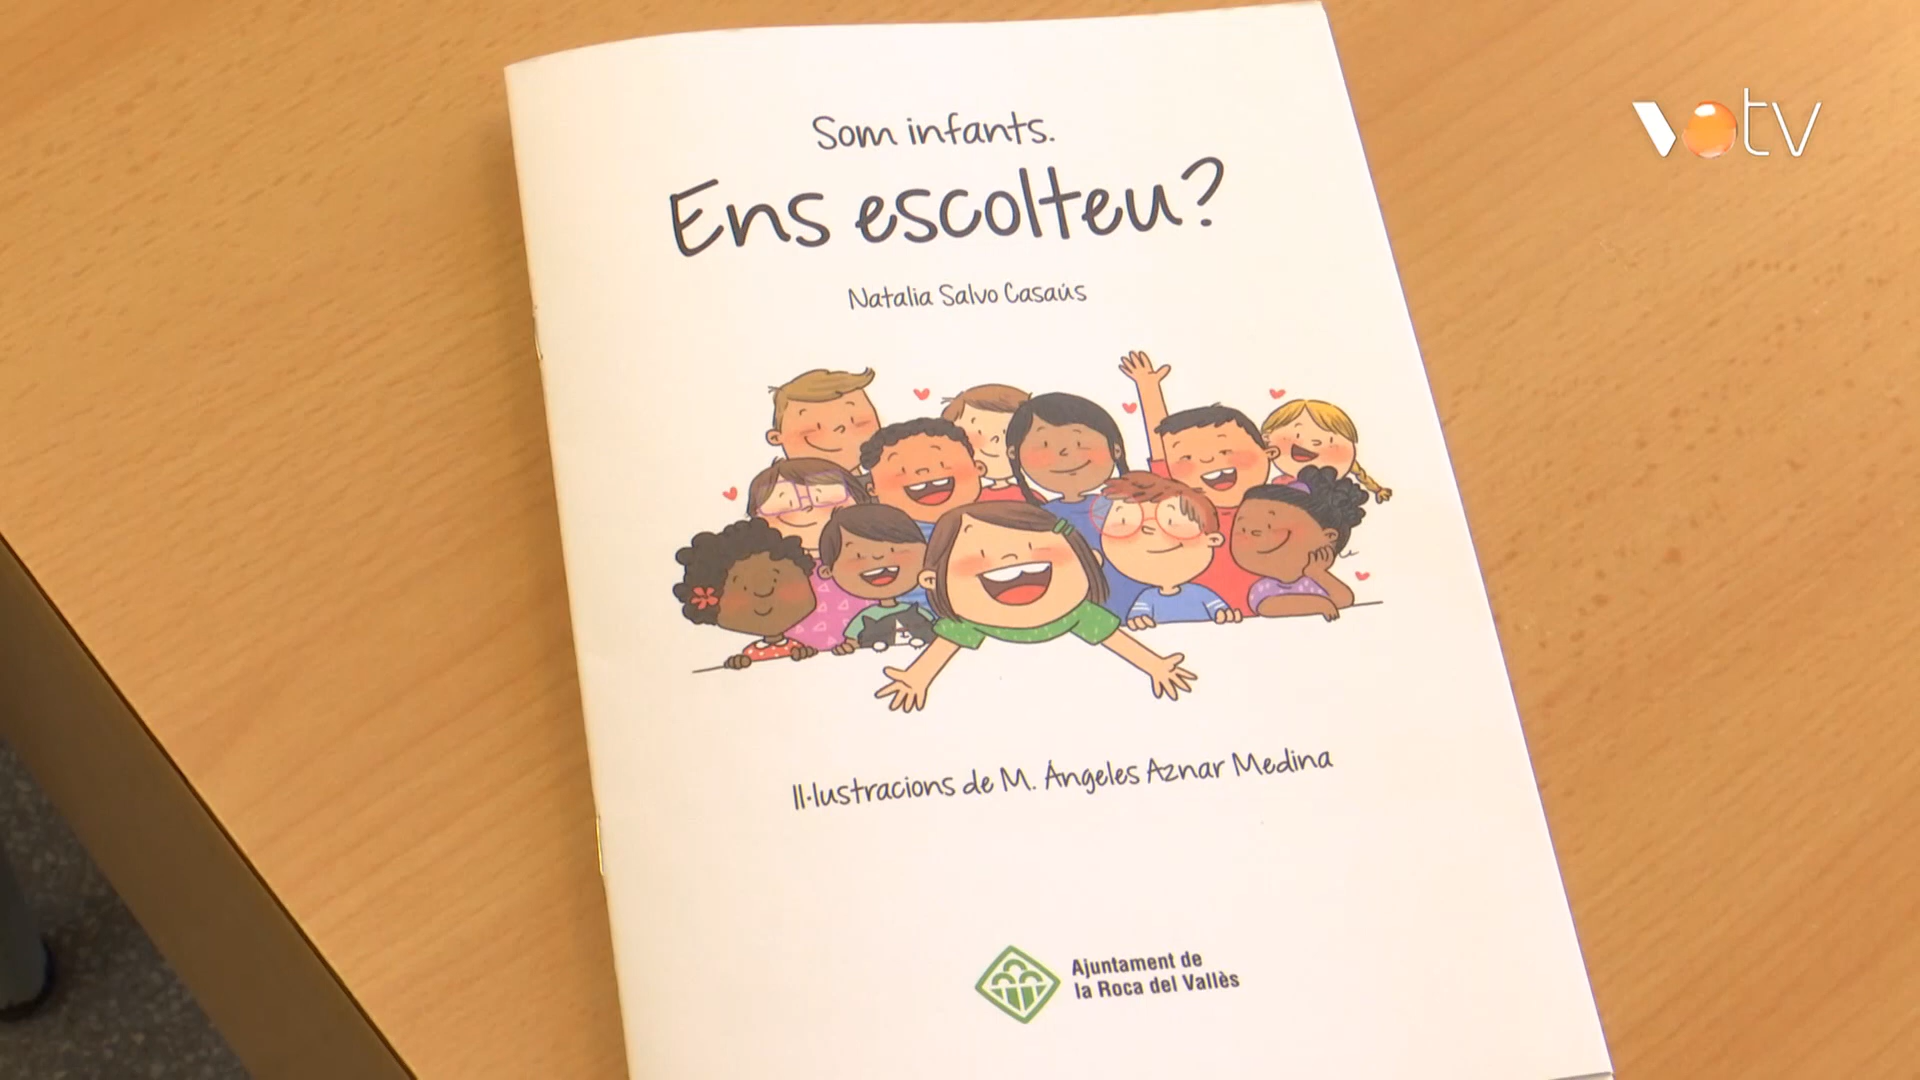 votv
Som infants.
Ens escolteu?
Natalia Salvo Casaús
Il·lustracions de M. Ángeles Aznar Medina
Ajuntament de
la Roca del Vallès